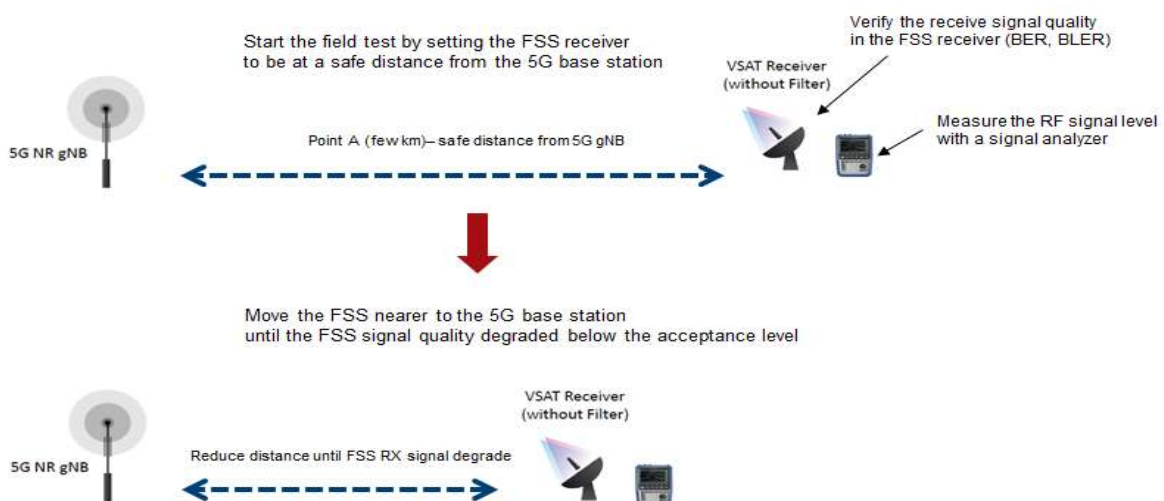 Start the field test by setting the FSS receiver
to be at a safe distance from the 5G base station
Verify the receive signal quality
in the FSS receiver (BER, BLER)
VSAT Receiver
(without Filter)
5G NR gNB
Point A (few km)– safe distance from 5G gNB
Measure the RF signal level
with a signal analyzer
Move the FSS nearer to the 5G base station
until the FSS signal quality degraded below the acceptance level
VSAT Receiver
(without Filter)
5G NR gNB
Reduce distance until FSS RX signal degrade